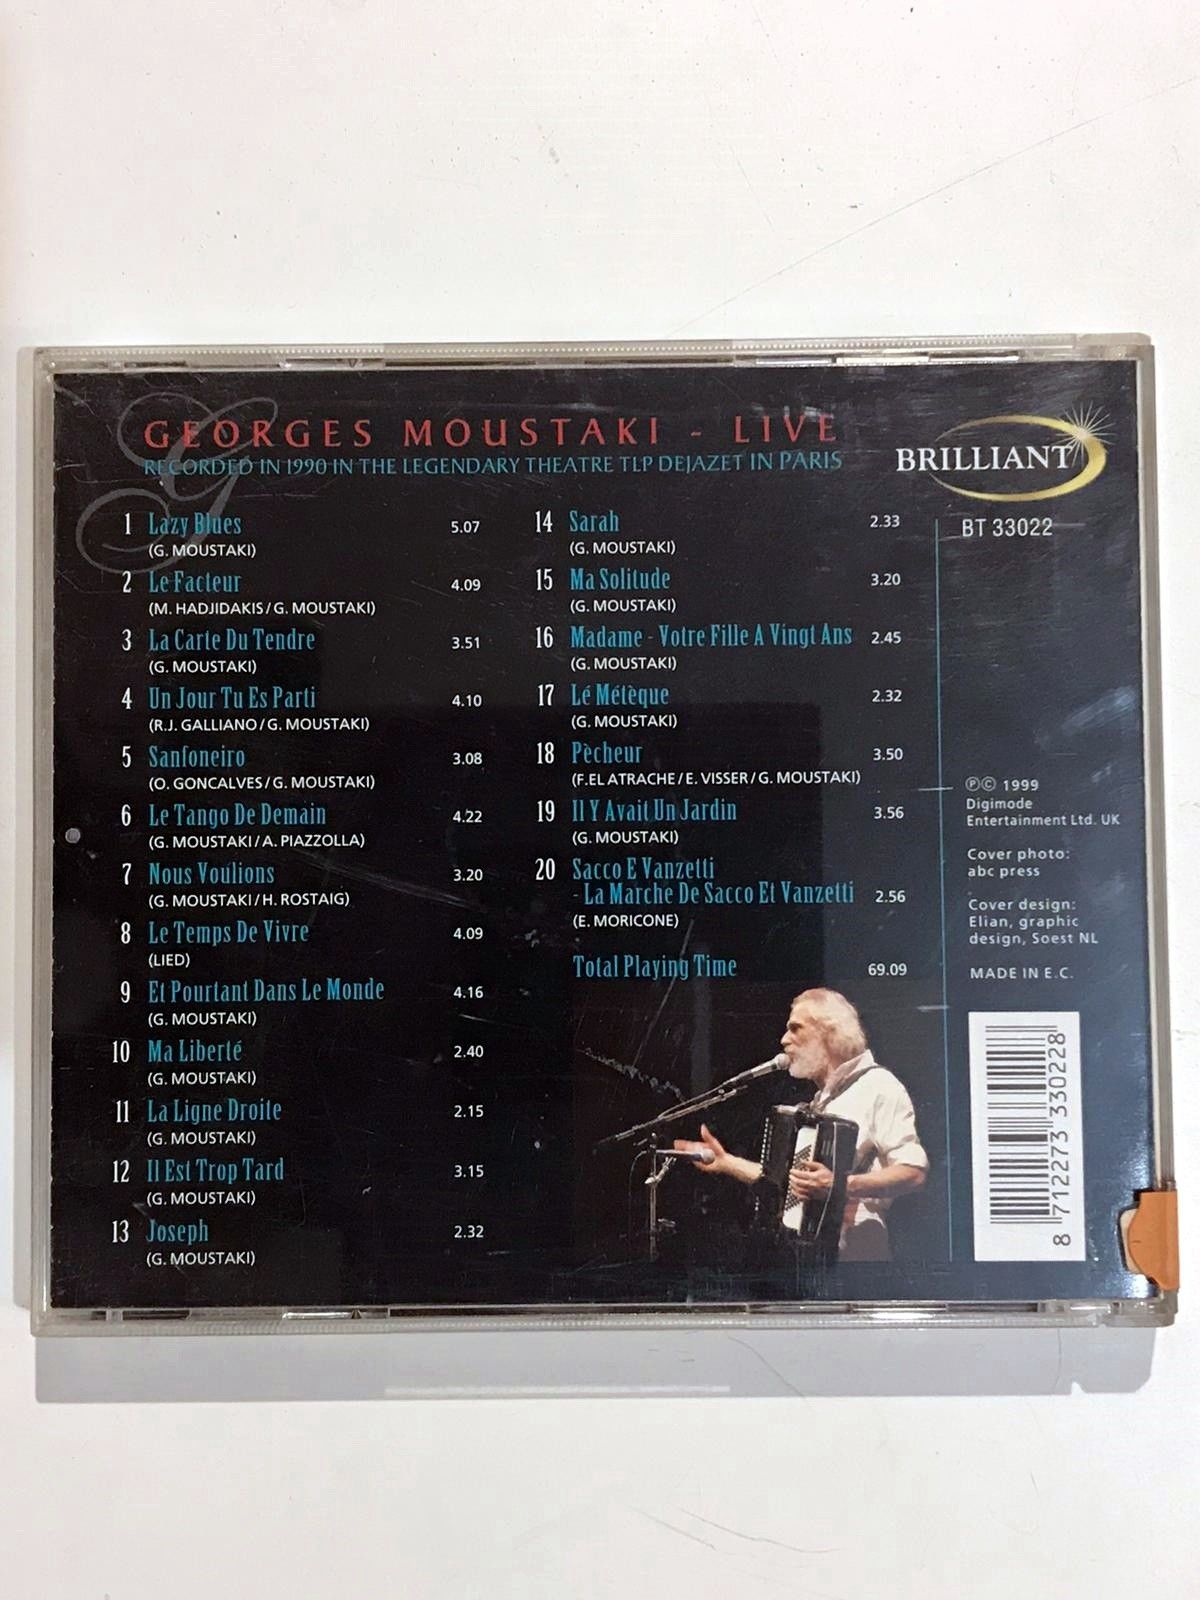 GEORGES MOUSTAKI - LIVE
RECORDED IN 1990 IN THE LEGENDARY THEATRE TLP DEJAZET IN PARIS
BRILLIANT
BT 33022
1 Lazy Blues 5.07
(G. MOUSTAKI)
2 Le Facteur 4.09
(M. HADJIDAKIS / G. MOUSTAKI)
3 La Carte Du Tendre 3.51
(G. MOUSTAKI)
4 Un Jour Tu Es Parti 4.10
(R.J. GALLIANO / G. MOUSTAKI)
5 Sanfoneiro 3.08
(O. GONCALVES / G. MOUSTAKI)
6 Le Tango De Demain 4.22
(G. MOUSTAKI / A. PIAZZOLLA)
7 Nous Voulions 3.20
(G. MOUSTAKI / H. ROSTAIG)
8 Le Temps De Vivre 4.09
(LIED)
9 Et Pourtant Dans Le Monde 4.16
(G. MOUSTAKI)
10 Ma Liberté 2.40
(G. MOUSTAKI)
11 La Ligne Droite 2.15
(G. MOUSTAKI)
12 Il Est Trop Tard 3.15
(G. MOUSTAKI)
13 Joseph 2.32
(G. MOUSTAKI)
14 Sarah 2.33
(G. MOUSTAKI)
15 Ma Solitude 3.20
(G. MOUSTAKI)
16 Madame - Votre Fille A Vingt Ans 2.45
(G. MOUSTAKI)
17 Lé Métèque 2.32
(G. MOUSTAKI)
18 Pècheur 3.50
(F. EL ATRACHE / E. VISSER / G. MOUSTAKI)
19 Il Y Avait Un Jardin 3.56
(G. MOUSTAKI)
20 Sacco E Vanzetti
- La Marche De Sacco Et Vanzetti 2.56
(E. MORICONE)
Total Playing Time 69.09
℗© 1999
Digimode
Entertainment Ltd. UK
Cover photo:
abc press
Cover design:
Elian, graphic
design, Soest NL
MADE IN E.C.
8 712273 330228